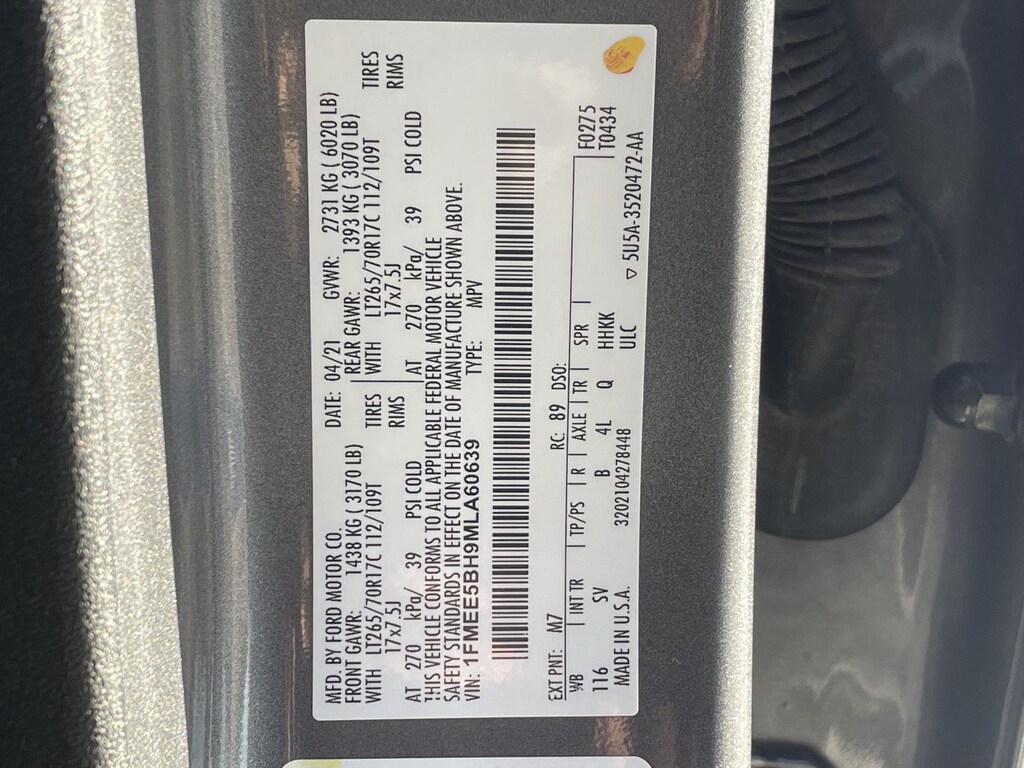 MFD. BY FORD MOTOR CO.
DATE: 04/21 GVWR: 2731 KG ( 6020 LB)
FRONT GAWR: 1438 KG ( 3170 LB) REAR GAWR: 1393 KG ( 3070 LB)
WITH LT265/70R17C 112/109T TIRES WITH LT265/70R17C 112/109T TIRES
17x7.5J RIMS 17x7.5J RIMS
AT 270 kPa/ 39 PSI COLD AT 270 kPa/ 39 PSI COLD
THIS VEHICLE CONFORMS TO ALL APPLICABLE FEDERAL MOTOR VEHICLE
SAFETY STANDARDS IN EFFECT ON THE DATE OF MANUFACTURE SHOWN ABOVE.
VIN: 1FMEE5BH9MLA60639 TYPE: MPV
EXT PNT: M7 RC: 89 DSO: F0275
WB INT TR TP/PS R AXLE TR SPR T0434
116 SV B 4L Q HHKK
MADE IN U.S.A. 3202104278448 ULC ▽ 5U5A-3520472-AA